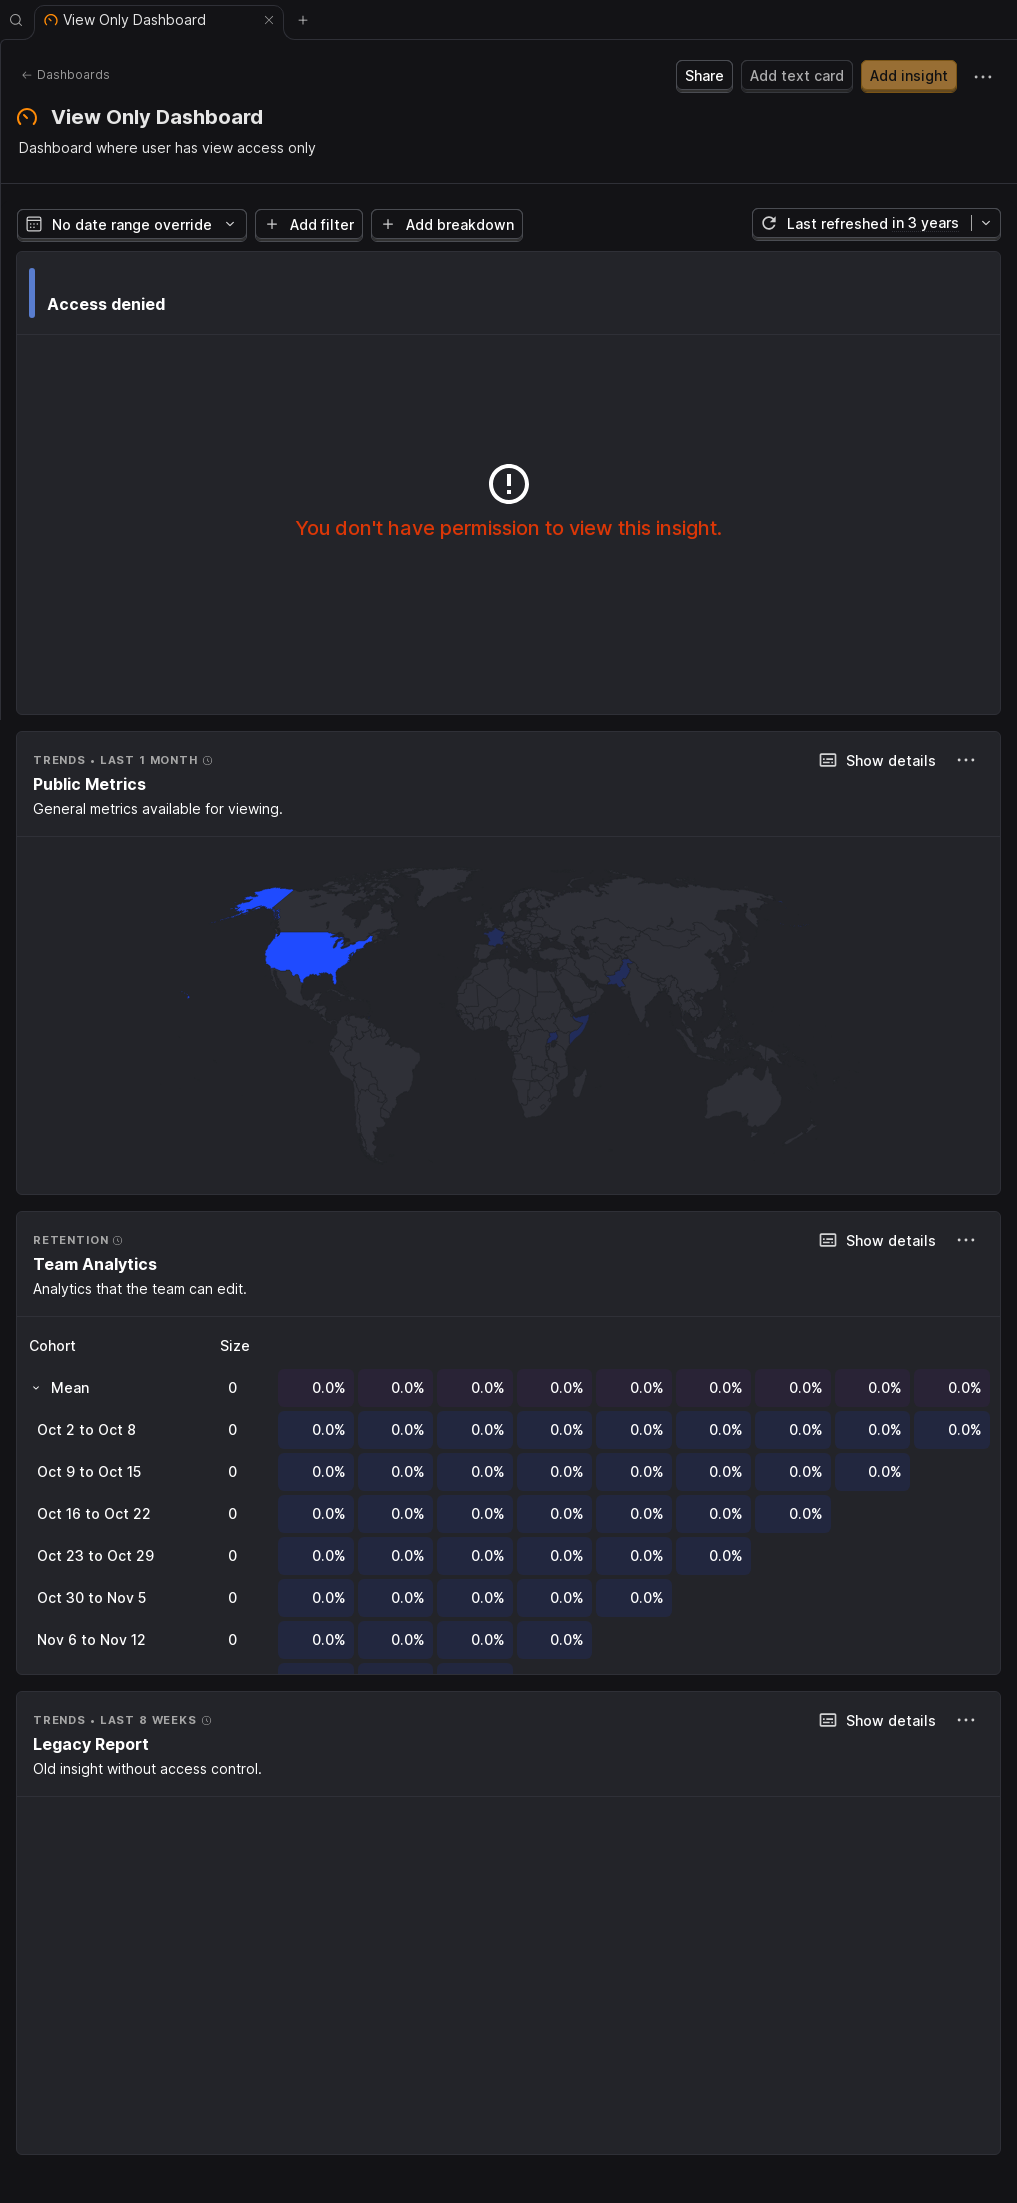 View Only Dashboard
Dashboards
Share Add text card Add insight
View Only Dashboard
Dashboard where user has view access only
No date range override Add filter Add breakdown Last refreshed in 3 years
Access denied
You don't have permission to view this insight.
TRENDS • LAST 1 MONTH Show details
Public Metrics
General metrics available for viewing.
RETENTION Show details
Team Analytics
Analytics that the team can edit.
Cohort Size
Mean 0 0.0% 0.0% 0.0% 0.0% 0.0% 0.0% 0.0% 0.0% 0.0%
Oct 2 to Oct 8 0 0.0% 0.0% 0.0% 0.0% 0.0% 0.0% 0.0% 0.0% 0.0%
Oct 9 to Oct 15 0 0.0% 0.0% 0.0% 0.0% 0.0% 0.0% 0.0% 0.0%
Oct 16 to Oct 22 0 0.0% 0.0% 0.0% 0.0% 0.0% 0.0% 0.0%
Oct 23 to Oct 29 0 0.0% 0.0% 0.0% 0.0% 0.0% 0.0%
Oct 30 to Nov 5 0 0.0% 0.0% 0.0% 0.0% 0.0%
Nov 6 to Nov 12 0 0.0% 0.0% 0.0% 0.0%
TRENDS • LAST 8 WEEKS Show details
Legacy Report
Old insight without access control.